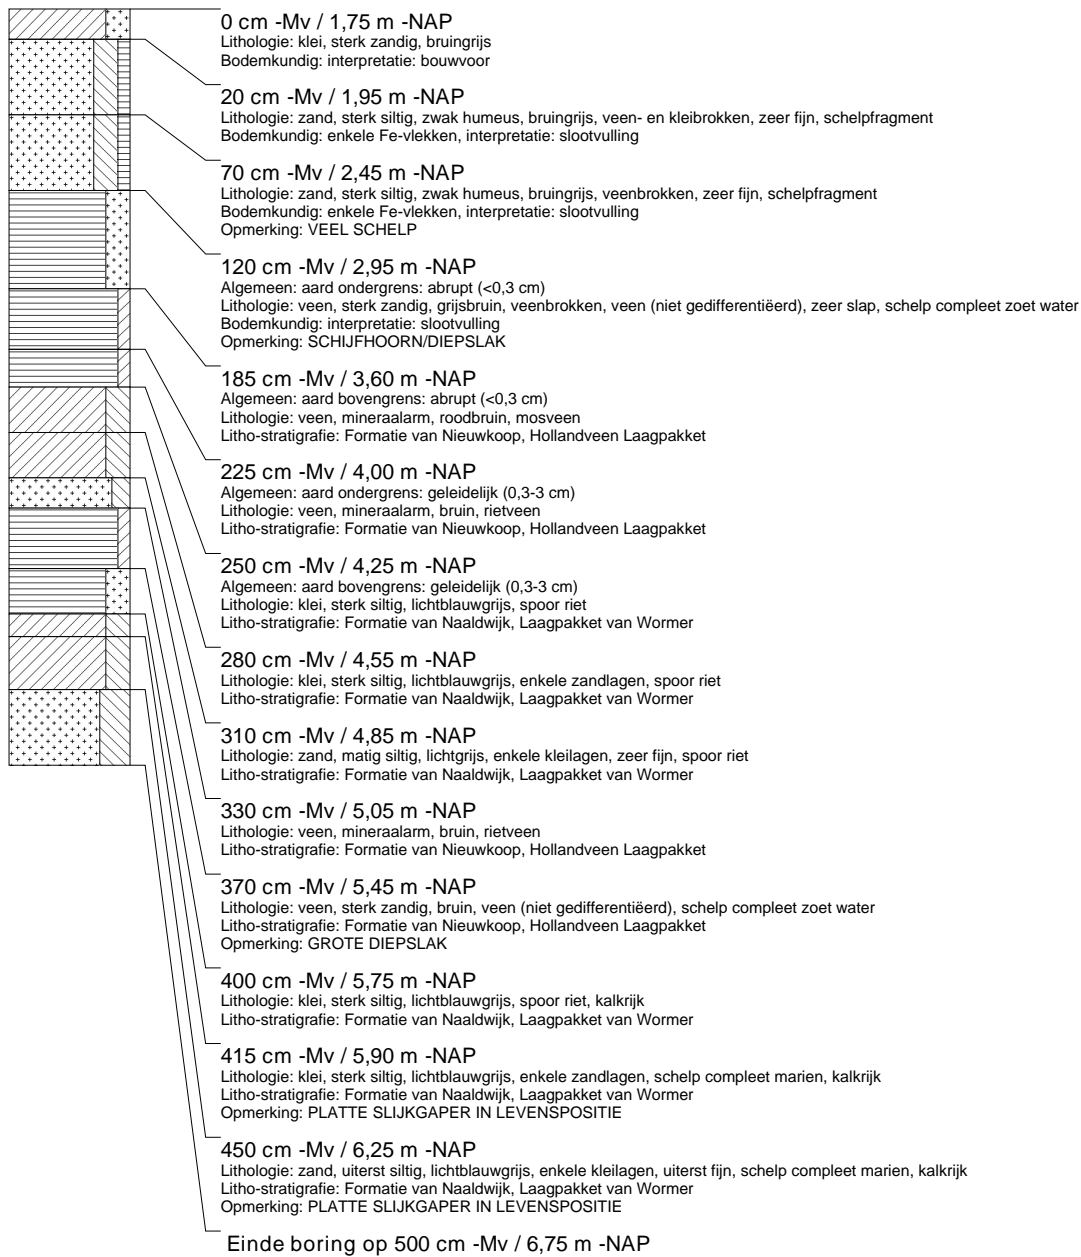 0 cm -Mv / 1,75 m -NAP
Lithologie: klei, sterk zandig, bruingrijs
Bodemkundig: interpretatie: bouwvoor
20 cm -Mv / 1,95 m -NAP
Lithologie: zand, sterk siltig, zwak humeus, bruingrijs, veen- en kleibrokken, zeer fijn, schelpfragment
Bodemkundig: enkele Fe-vlekken, interpretatie: slootvulling
70 cm -Mv / 2,45 m -NAP
Lithologie: zand, sterk siltig, zwak humeus, bruingrijs, veenbrokken, zeer fijn, schelpfragment
Bodemkundig: enkele Fe-vlekken, interpretatie: slootvulling
Opmerking: VEEL SCHELP
120 cm -Mv / 2,95 m -NAP
Algemeen: aard ondergrens: abrupt (<0,3 cm)
Lithologie: veen, sterk zandig, grijsbruin, veenbrokken, veen (niet gedifferentiëerd), zeer slap, schelp compleet zoet water
Bodemkundig: interpretatie: slootvulling
Opmerking: SCHIJFHOORN/DIEPSLAK
185 cm -Mv / 3,60 m -NAP
Algemeen: aard bovengrens: abrupt (<0,3 cm)
Lithologie: veen, mineraalarm, roodbruin, mosveen
Litho-stratigrafie: Formatie van Nieuwkoop, Hollandveen Laagpakket
225 cm -Mv / 4,00 m -NAP
Algemeen: aard ondergrens: geleidelijk (0,3-3 cm)
Lithologie: veen, mineraalarm, bruin, rietveen
Litho-stratigrafie: Formatie van Nieuwkoop, Hollandveen Laagpakket
250 cm -Mv / 4,25 m -NAP
Algemeen: aard bovengrens: geleidelijk (0,3-3 cm)
Lithologie: klei, sterk siltig, lichtblauwgrijs, spoor riet
Litho-stratigrafie: Formatie van Naaldwijk, Laagpakket van Wormer
280 cm -Mv / 4,55 m -NAP
Lithologie: klei, sterk siltig, lichtblauwgrijs, enkele zandlagen, spoor riet
Litho-stratigrafie: Formatie van Naaldwijk, Laagpakket van Wormer
310 cm -Mv / 4,85 m -NAP
Lithologie: zand, matig siltig, lichtgrijs, enkele kleilagen, zeer fijn, spoor riet
Litho-stratigrafie: Formatie van Naaldwijk, Laagpakket van Wormer
330 cm -Mv / 5,05 m -NAP
Lithologie: veen, mineraalarm, bruin, rietveen
Litho-stratigrafie: Formatie van Nieuwkoop, Hollandveen Laagpakket
370 cm -Mv / 5,45 m -NAP
Lithologie: veen, sterk zandig, bruin, veen (niet gedifferentiëerd), schelp compleet zoet water
Litho-stratigrafie: Formatie van Nieuwkoop, Hollandveen Laagpakket
Opmerking: GROTE DIEPSLAK
400 cm -Mv / 5,75 m -NAP
Lithologie: klei, sterk siltig, lichtblauwgrijs, spoor riet, kalkrijk
Litho-stratigrafie: Formatie van Naaldwijk, Laagpakket van Wormer
415 cm -Mv / 5,90 m -NAP
Lithologie: klei, sterk siltig, lichtblauwgrijs, enkele zandlagen, schelp compleet marien, kalkrijk
Litho-stratigrafie: Formatie van Naaldwijk, Laagpakket van Wormer
Opmerking: PLATTE SLIJKGAPER IN LEVENSPOSITIE
450 cm -Mv / 6,25 m -NAP
Lithologie: zand, uiterst siltig, lichtblauwgrijs, enkele kleilagen, uiterst fijn, schelp compleet marien, kalkrijk
Litho-stratigrafie: Formatie van Naaldwijk, Laagpakket van Wormer
Opmerking: PLATTE SLIJKGAPER IN LEVENSPOSITIE
Einde boring op 500 cm -Mv / 6,75 m -NAP